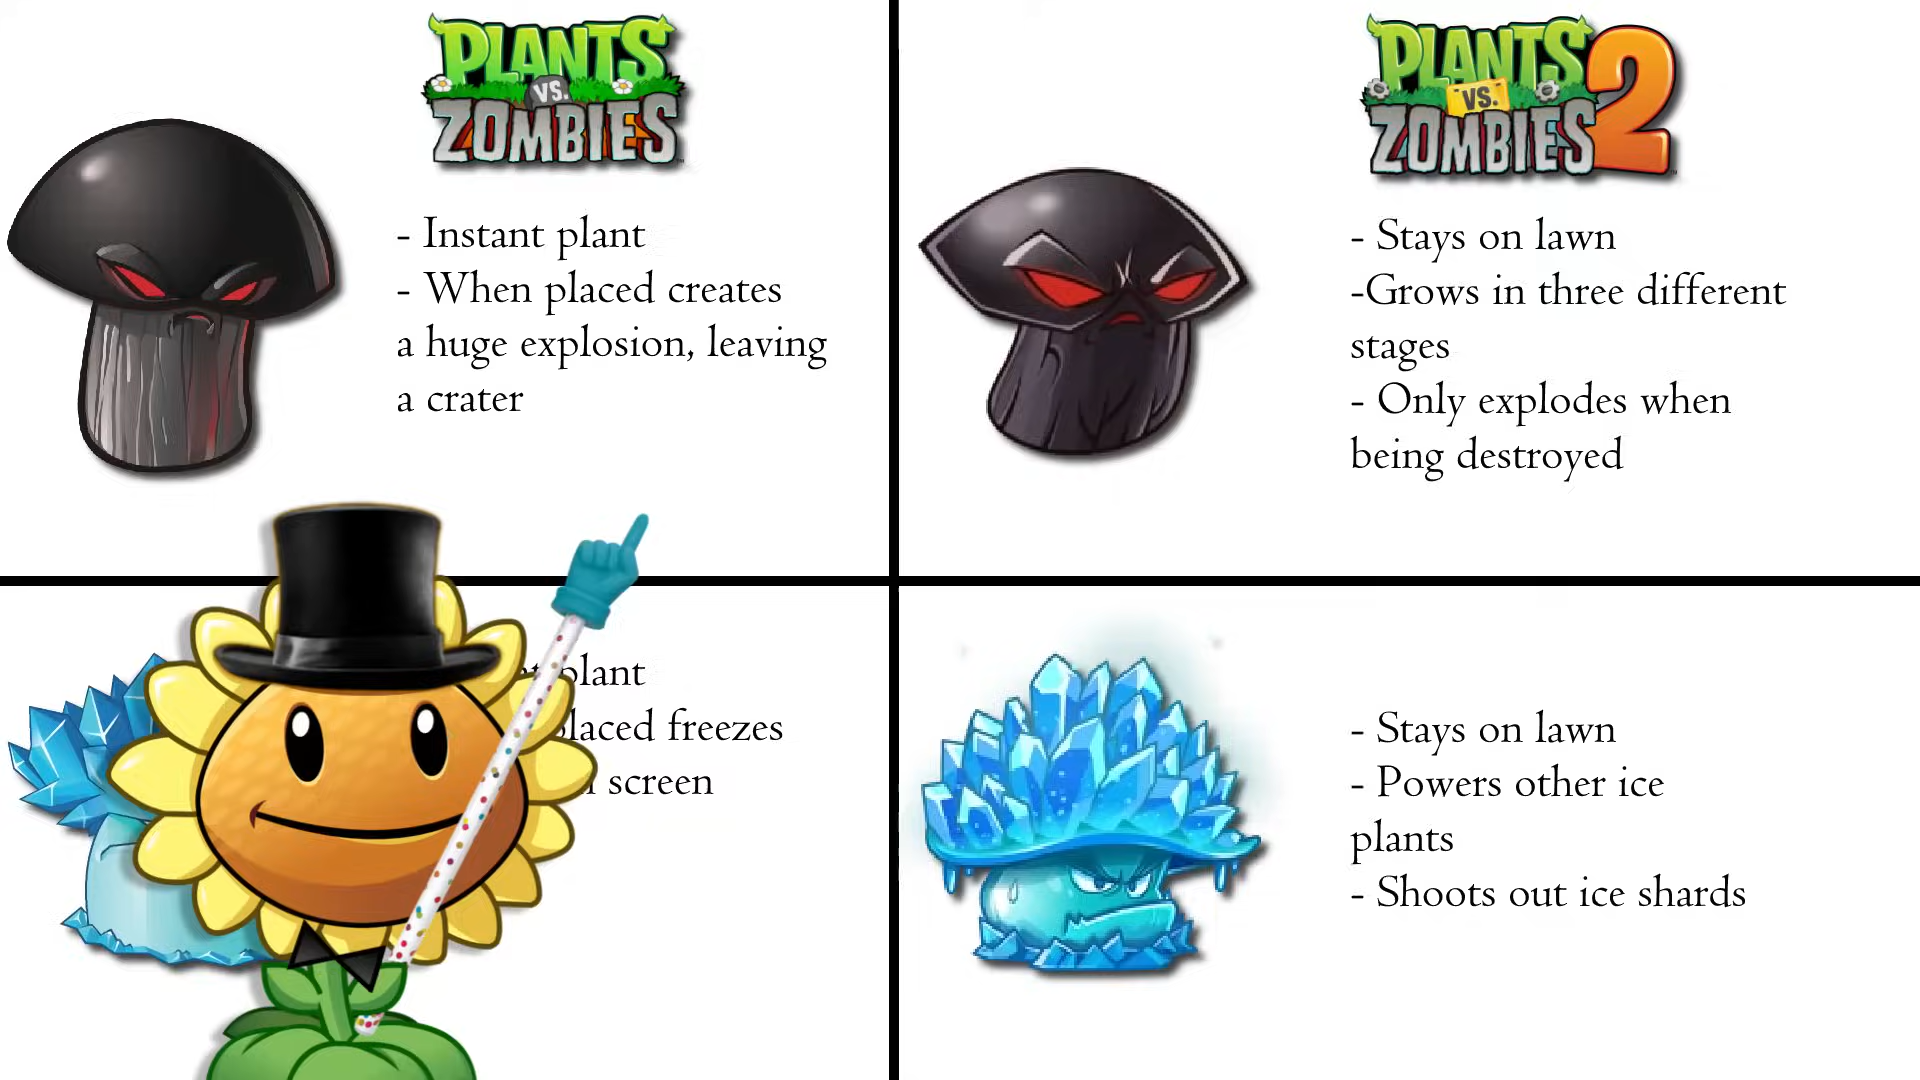 PLANTS
VS.
ZOMBIES
- Instant plant
- When placed creates
a huge explosion, leaving
a crater
PLANTS
VS.
ZOMBIES 2
- Stays on lawn
-Grows in three different
stages
- Only explodes when
being destroyed
plant
placed freezes
screen
- Stays on lawn
- Powers other ice
plants
- Shoots out ice shards